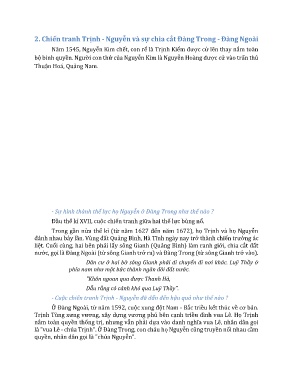 2. Chiến tranh Trịnh - Nguyễn và sự chia cắt Đàng Trong - Đàng Ngoài
Năm 1545, Nguyễn Kim chết, con rể là Trịnh Kiểm được cử lên thay nắm toàn
bộ binh quyền. Người con thứ của Nguyễn Kim là Nguyễn Hoàng được cử vào trấn thủ
Thuận Hoá, Quảng Nam.
- Sự hình thành thế lực họ Nguyễn ở Đàng Trong như thế nào ?
Đầu thế kỉ XVII, cuộc chiến tranh giữa hai thế lực bùng nổ.
Trong gần nửa thế kỉ (từ năm 1627 đến năm 1672), họ Trịnh và họ Nguyễn
đánh nhau bảy lần. Vùng đất Quảng Bình, Hà Tĩnh ngày nay trở thành chiến trường ác
liệt. Cuối cùng, hai bên phải lấy sông Gianh (Quảng Bình) làm ranh giới, chia cắt đất
nước, gọi là Đàng Ngoài (từ sông Gianh trở ra) và Đàng Trong (từ sông Gianh trở vào).
Dân cư ở hai bờ sông Gianh phải di chuyển đi nơi khác. Luỹ Thầy ở
phía nam như một bức thành ngăn đôi đất nước.
"Khôn ngoan qua được Thanh Hà,
Dẫu rằng có cánh khó qua Luỹ Thầy".
- Cuộc chiến tranh Trịnh - Nguyễn đã dẫn đến hậu quả như thế nào ?
Ở Đàng Ngoài, từ năm 1592, cuộc xung đột Nam - Bắc triều kết thúc về cơ bản.
Trịnh Tùng xưng vương, xây dựng vương phủ bên cạnh triều đình vua Lê. Họ Trịnh
nắm toàn quyền thống trị, nhưng vẫn phải dựa vào danh nghĩa vua Lê, nhân dân gọi
là "vua Lê - chúa Trịnh". Ở Đàng Trong, con cháu họ Nguyễn cũng truyền nối nhau cầm
quyền, nhân dân gọi là "chúa Nguyễn".